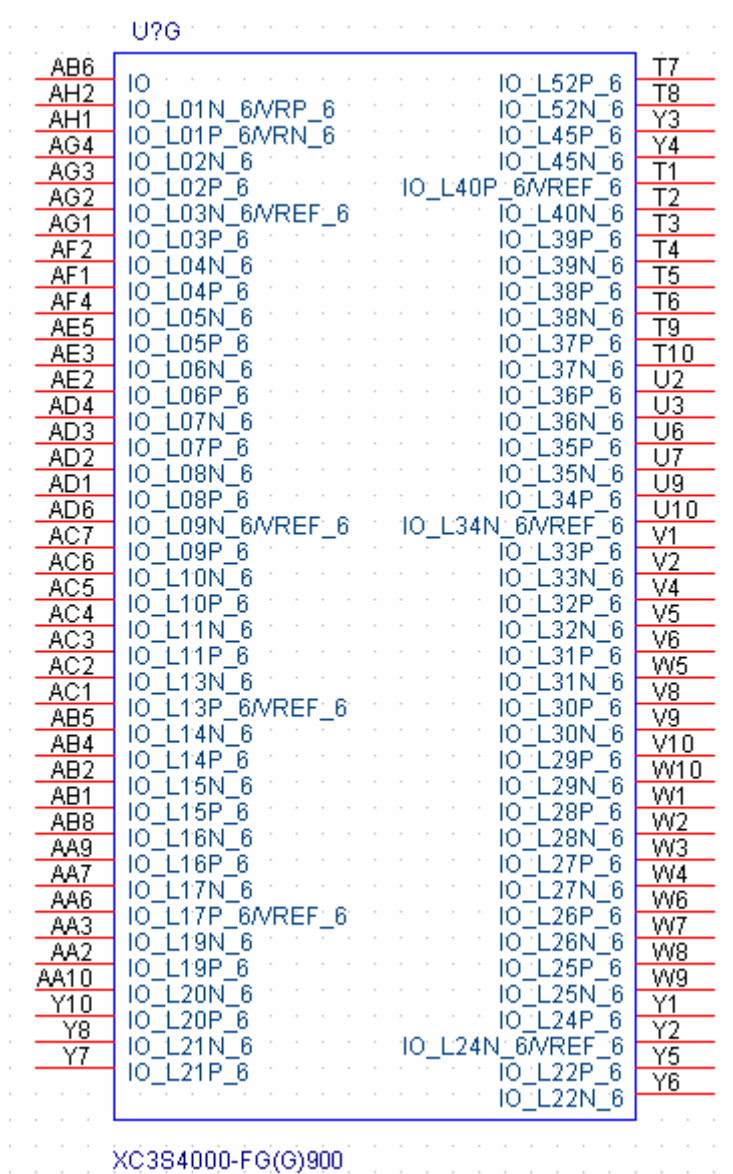 U?G
AB6 IO IO_L52P_6 T7
AH2 IO_L01N_6/VRP_6 IO_L52N_6 T8
AH1 IO_L01P_6/VRN_6 IO_L45P_6 Y3
AG4 IO_L02N_6 IO_L45N_6 Y4
AG3 IO_L02P_6 IO_L40P_6/VREF_6 T1
AG2 IO_L03N_6/VREF_6 IO_L40N_6 T2
AG1 IO_L03P_6 IO_L39P_6 T3
AF2 IO_L04N_6 IO_L39N_6 T4
AF1 IO_L04P_6 IO_L38P_6 T5
AF4 IO_L05N_6 IO_L38N_6 T6
AE5 IO_L05P_6 IO_L37P_6 T9
AE3 IO_L06N_6 IO_L37N_6 T10
AE2 IO_L06P_6 IO_L36P_6 U2
AD4 IO_L07N_6 IO_L36N_6 U3
AD3 IO_L07P_6 IO_L35P_6 U6
AD2 IO_L08N_6 IO_L35N_6 U7
AD1 IO_L08P_6 IO_L34P_6 U9
AD6 IO_L09N_6/VREF_6 IO_L34N_6/VREF_6 U10
AC7 IO_L09P_6 IO_L33P_6 V1
AC6 IO_L10N_6 IO_L33N_6 V2
AC5 IO_L10P_6 IO_L32P_6 V4
AC4 IO_L11N_6 IO_L32N_6 V5
AC3 IO_L11P_6 IO_L31P_6 V6
AC2 IO_L13N_6 IO_L31N_6 W5
AC1 IO_L13P_6/VREF_6 IO_L30P_6 V8
AB5 IO_L14N_6 IO_L30N_6 V9
AB4 IO_L14P_6 IO_L29P_6 V10
AB2 IO_L15N_6 IO_L29N_6 W10
AB1 IO_L15P_6 IO_L28P_6 W1
AB8 IO_L16N_6 IO_L28N_6 W2
AA9 IO_L16P_6 IO_L27P_6 W3
AA7 IO_L17N_6 IO_L27N_6 W4
AA6 IO_L17P_6/VREF_6 IO_L26P_6 W6
AA3 IO_L19N_6 IO_L26N_6 W7
AA2 IO_L19P_6 IO_L25P_6 W8
AA10 IO_L20N_6 IO_L25N_6 W9
Y10 IO_L20P_6 IO_L24P_6 Y1
Y8 IO_L21N_6 IO_L24N_6/VREF_6 Y2
Y7 IO_L21P_6 IO_L22P_6 Y5
IO_L22N_6 Y6
XC3S4000-FG(G)900